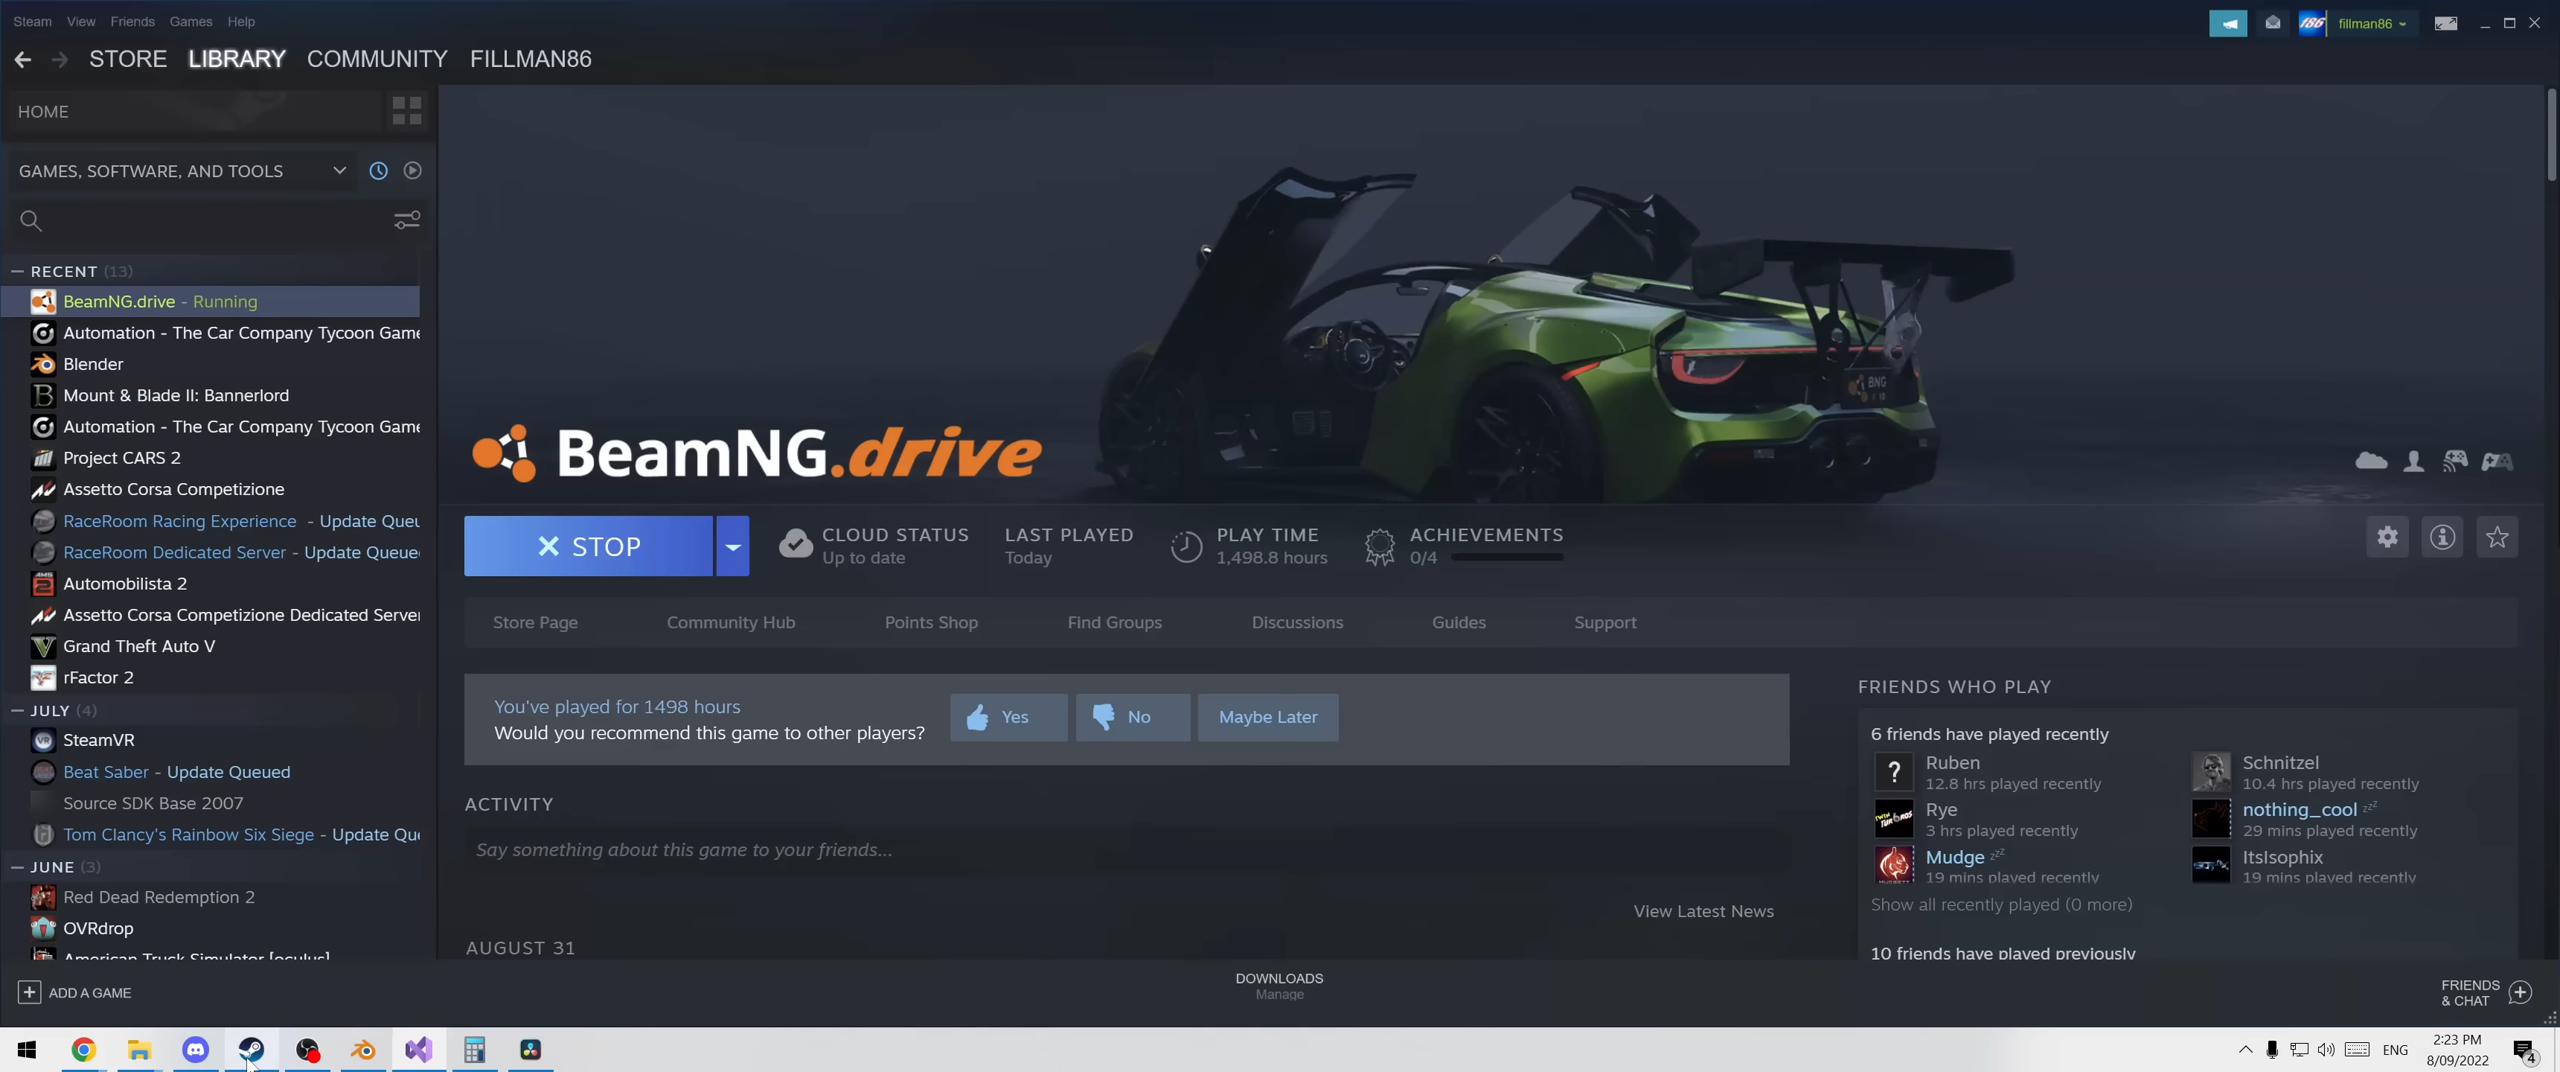 Steam View Friends Games Help
186 fillman86
STORE LIBRARY COMMUNITY FILLMAN86
HOME
GAMES, SOFTWARE, AND TOOLS
RECENT (13)
BeamNG.drive - Running
Automation - The Car Company Tycoon Game
Blender
Mount & Blade II: Bannerlord
Automation - The Car Company Tycoon Game
Project CARS 2
Assetto Corsa Competizione
RaceRoom Racing Experience - Update Queu
RaceRoom Dedicated Server - Update Queue
Automobilista 2
Assetto Corsa Competizione Dedicated Server
Grand Theft Auto V
rFactor 2
JULY (4)
SteamVR
Beat Saber - Update Queued
Source SDK Base 2007
Tom Clancy's Rainbow Six Siege - Update Que
JUNE (3)
Red Dead Redemption 2
OVRdrop
American Truck Simulator [oculus]
ADD A GAME
BNG
BeamNG.drive
STOP
CLOUD STATUS
Up to date
LAST PLAYED
Today
PLAY TIME
1,498.8 hours
ACHIEVEMENTS
0/4
Store Page Community Hub Points Shop Find Groups Discussions Guides Support
You've played for 1498 hours
Would you recommend this game to other players?
Yes No Maybe Later
ACTIVITY
Say something about this game to your friends...
View Latest News
AUGUST 31
FRIENDS WHO PLAY
6 friends have played recently
Ruben
12.8 hrs played recently
Schnitzel
10.4 hrs played recently
Rye
3 hrs played recently
nothing_cool zzz
29 mins played recently
Mudge zzz
19 mins played recently
ItsIsophix
19 mins played recently
Show all recently played (0 more)
10 friends have played previously
DOWNLOADS
Manage
FRIENDS
& CHAT
ENG
2:23 PM
8/09/2022
4